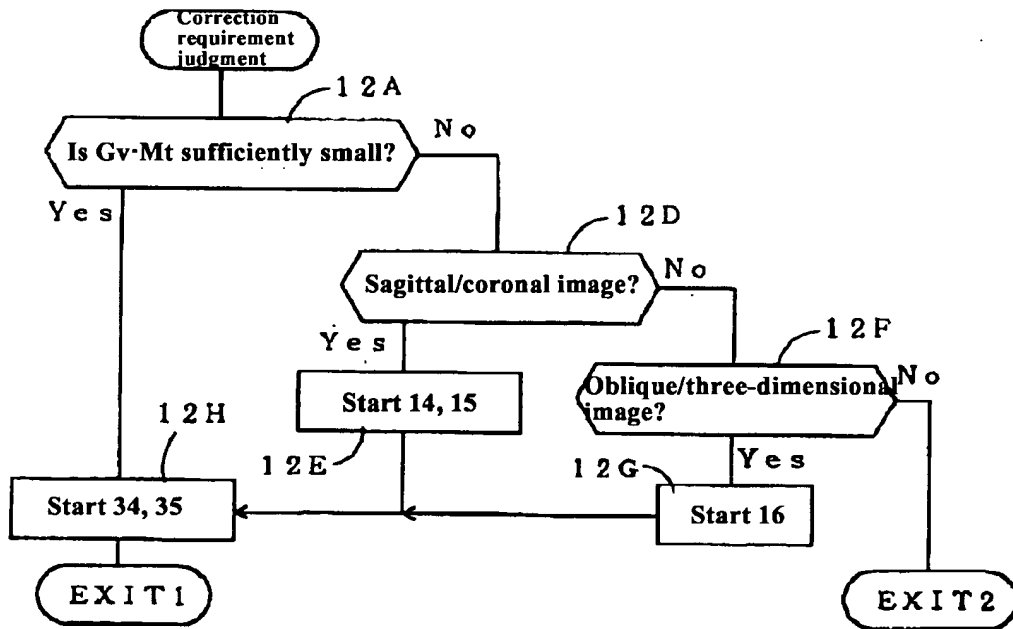 Correction
requirement
judgment
12A
Is Gv-Mt sufficiently small?
No
Yes
12D
Sagittal/coronal image?
No
Yes
12F
Oblique/three-dimensional
image?
No
Start 14, 15
12H
12E
12G
Yes
Start 34, 35
Start 16
EXIT1
EXIT2